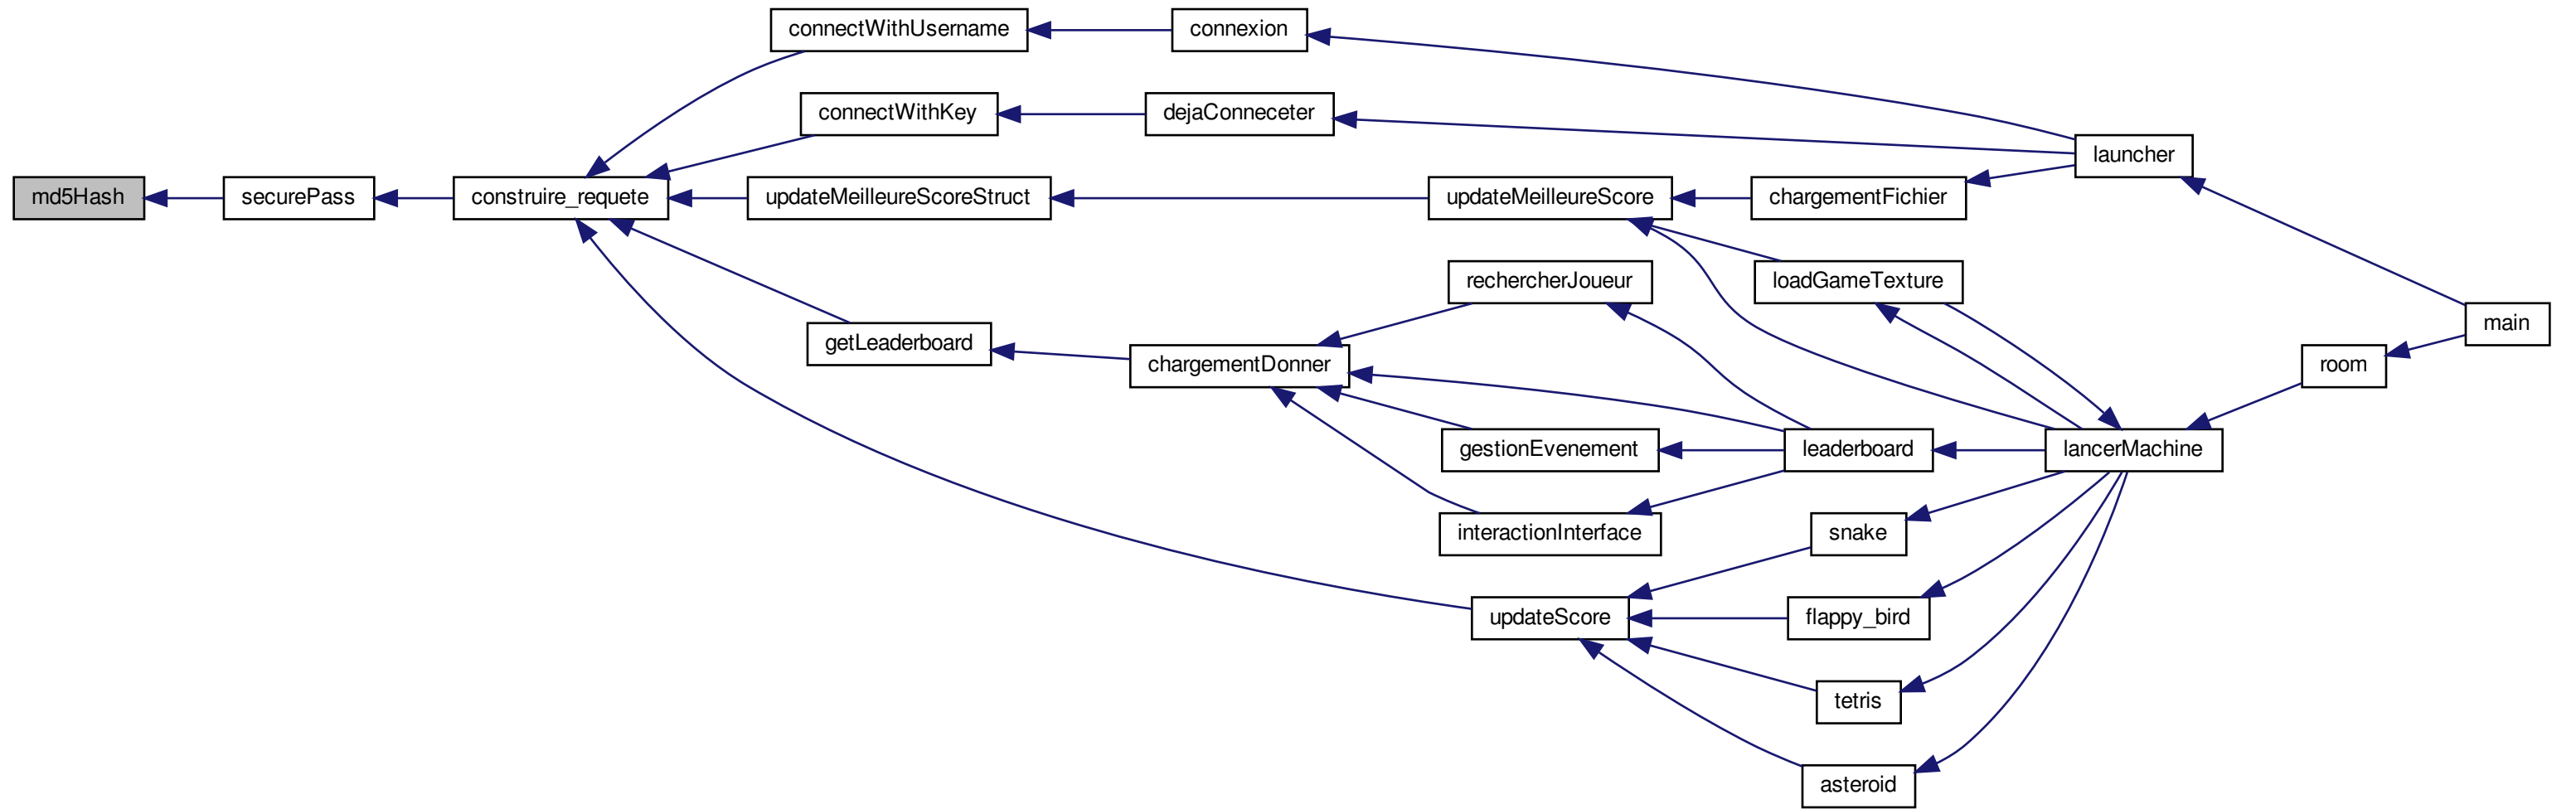 connectWithUsername
connexion
connectWithKey
dejaConneceter
launcher
md5Hash
securePass
construire_requete
updateMeilleureScoreStruct
updateMeilleureScore
chargementFichier
rechercherJoueur
loadGameTexture
main
getLeaderboard
chargementDonner
room
gestionEvenement
leaderboard
lancerMachine
interactionInterface
snake
updateScore
flappy_bird
tetris
asteroid